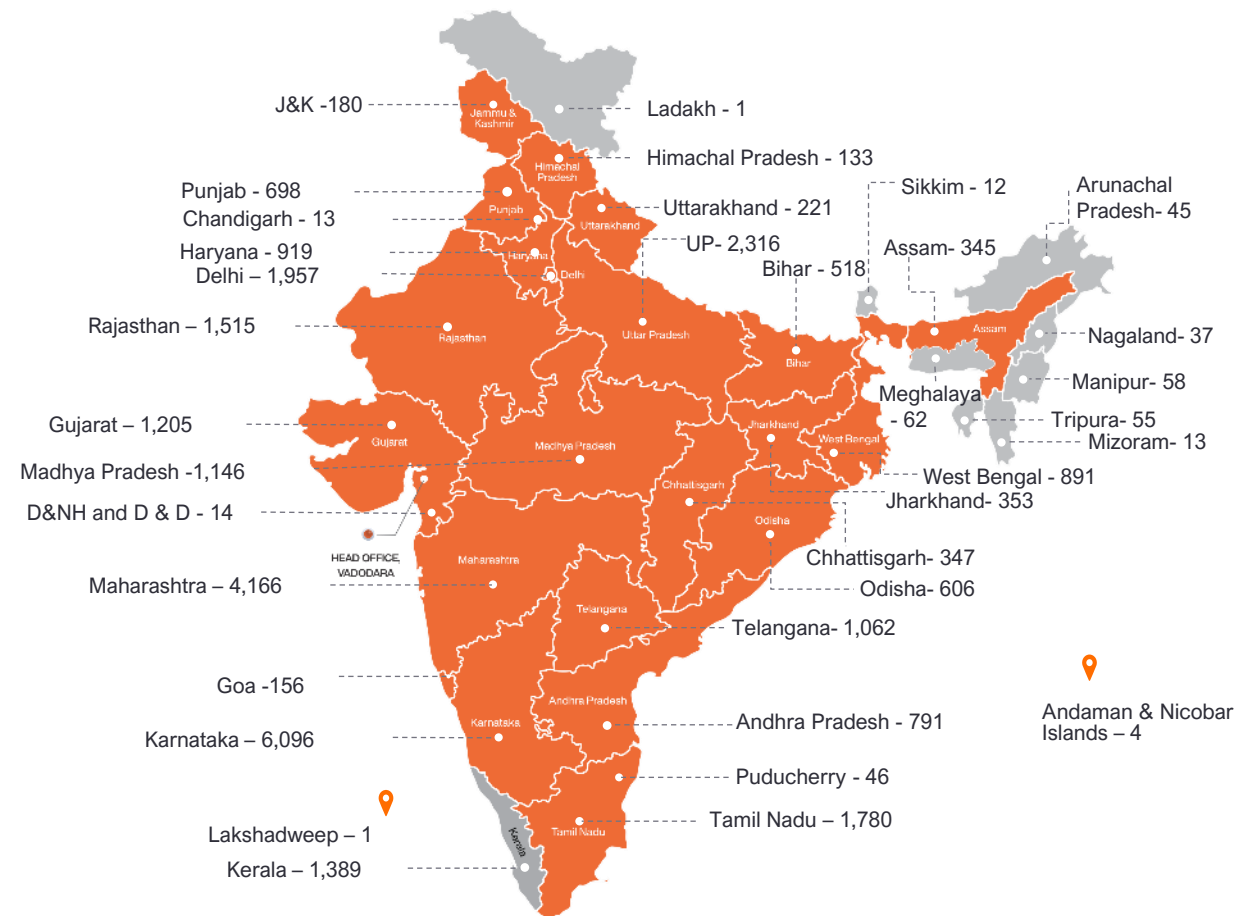 J&K -180
Jammu &
Kashmir
Ladakh - 1
Himachal
Pradesh
Himachal Pradesh - 133
Punjab - 698
Punjab
Chandigarh - 13
Uttarakhand
Uttarakhand - 221
Sikkim - 12
Arunachal
Pradesh- 45
Haryana - 919
Haryana
UP- 2,316
Assam- 345
Delhi – 1,957
Delhi
Bihar - 518
Rajasthan – 1,515
Rajasthan
Uttar Pradesh
Bihar
Assam
Nagaland- 37
Manipur- 58
Meghalaya
- 62
Tripura- 55
Mizoram- 13
Gujarat – 1,205
Gujarat
Madhya Pradesh
Jharkhand
West Bengal
Madhya Pradesh -1,146
West Bengal - 891
Chhattisgarh
Jharkhand- 353
D&NH and D & D - 14
Odisha
HEAD OFFICE,
VADODARA
Chhattisgarh- 347
Maharashtra
Maharashtra – 4,166
Odisha- 606
Telangana
Telangana- 1,062
Goa -156
Andhra Pradesh
Karnataka
Karnataka – 6,096
Andhra Pradesh - 791
Andaman & Nicobar
Islands – 4
Puducherry - 46
Lakshadweep – 1
Kerala
Tamil Nadu
Tamil Nadu – 1,780
Kerala – 1,389